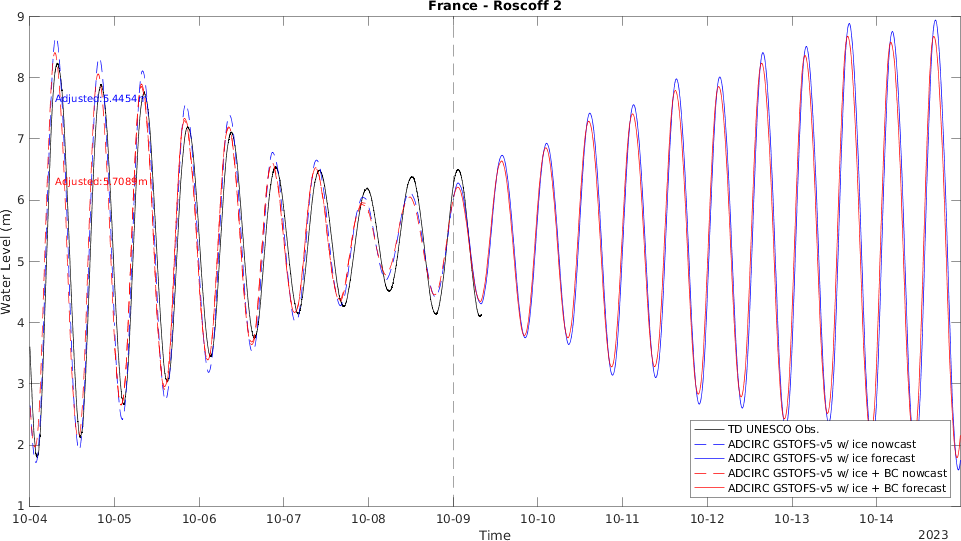 France - Roscoff 2
Water Level (m)
9
8
7
6
5
4
3
2
1
Adjusted:5.4454m
Adjusted:5.7089m
TD UNESCO Obs.
ADCIRC GSTOFS-v5 w/ ice nowcast
ADCIRC GSTOFS-v5 w/ ice forecast
ADCIRC GSTOFS-v5 w/ ice + BC nowcast
ADCIRC GSTOFS-v5 w/ ice + BC forecast
10-04 10-05 10-06 10-07 10-08 10-09 10-10 10-11 10-12 10-13 10-14
Time
2023